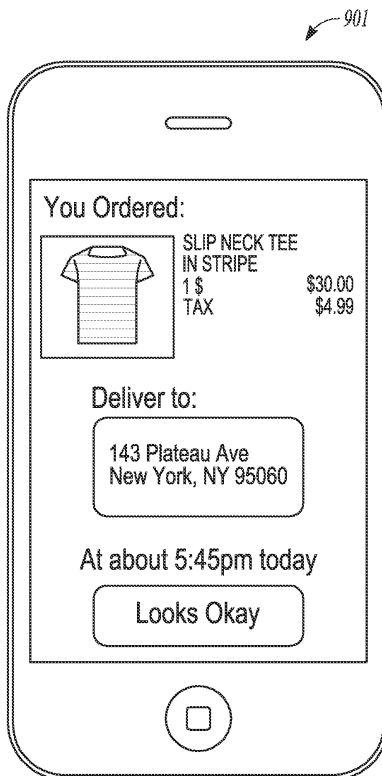 901
You Ordered:
SLIP NECK TEE
IN STRIPE
1 $ $30.00
TAX $4.99
Deliver to:
143 Plateau Ave
New York, NY 95060
At about 5:45pm today
Looks Okay